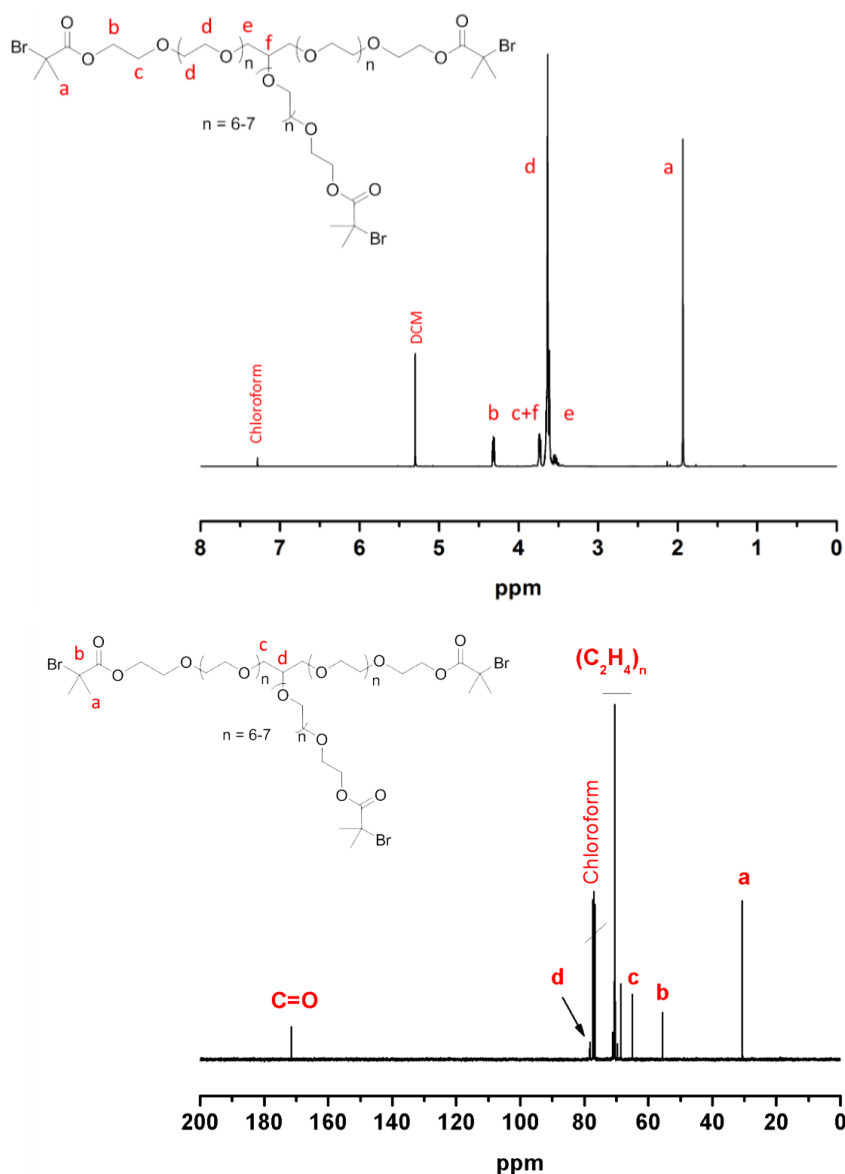 b
d
e
f
c
d
a
Br
O
O
O
O
n
O
O
n
O
O
Br
O
n = 6-7
n
O
O
O
Br
d
a
Chloroform
DCM
b
c+f
e
8 7 6 5 4 3 2 1 0
ppm
b
c
d
a
Br
O
O
O
O
n
O
O
n
O
O
Br
O
n = 6-7
n
O
O
O
Br
(C₂H₄)ₙ
Chloroform
a
d
c
b
C=O
200 180 160 140 120 100 80 60 40 20 0
ppm